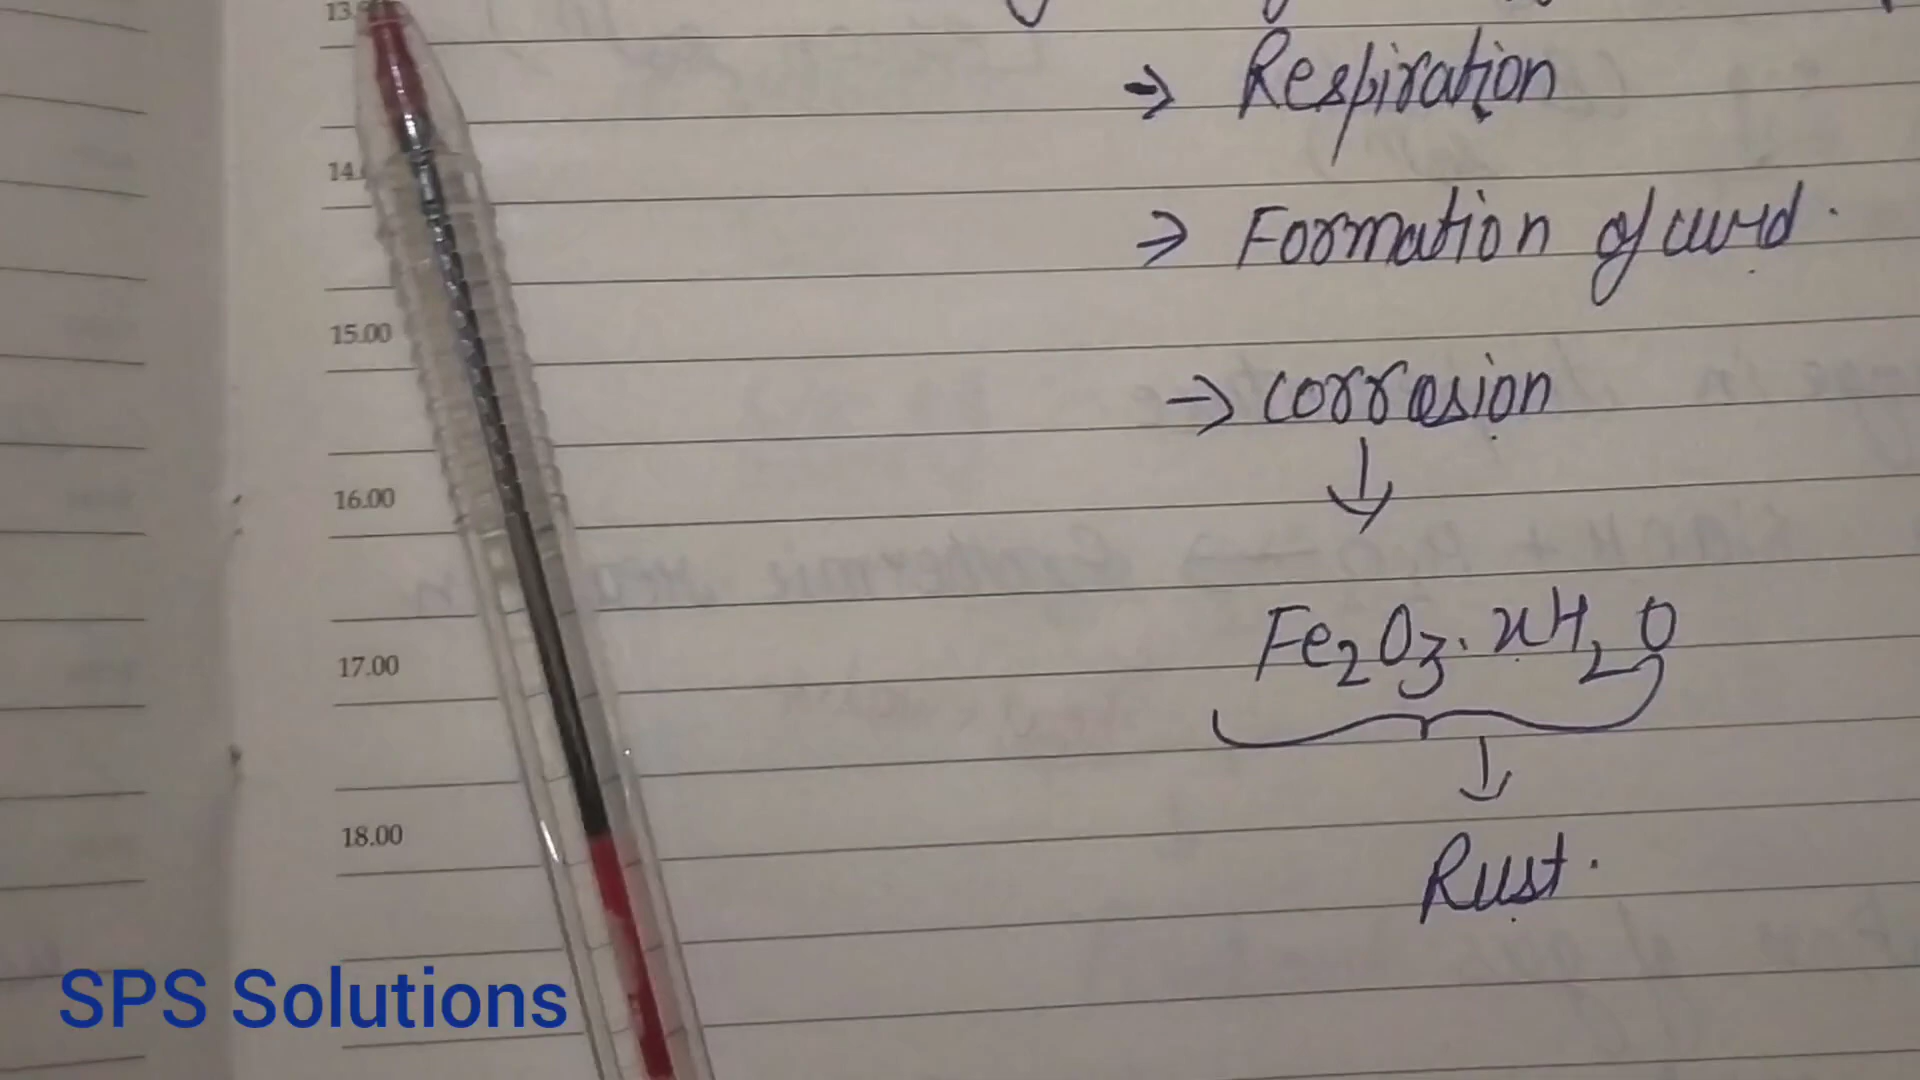 13.
→ Respiration
14.
→ Formation of curd.
15.00
→ corrosion
↓
16.00
Fe₂O₃.xH₂O
17.00
↓
18.00
Rust.
SPS Solutions